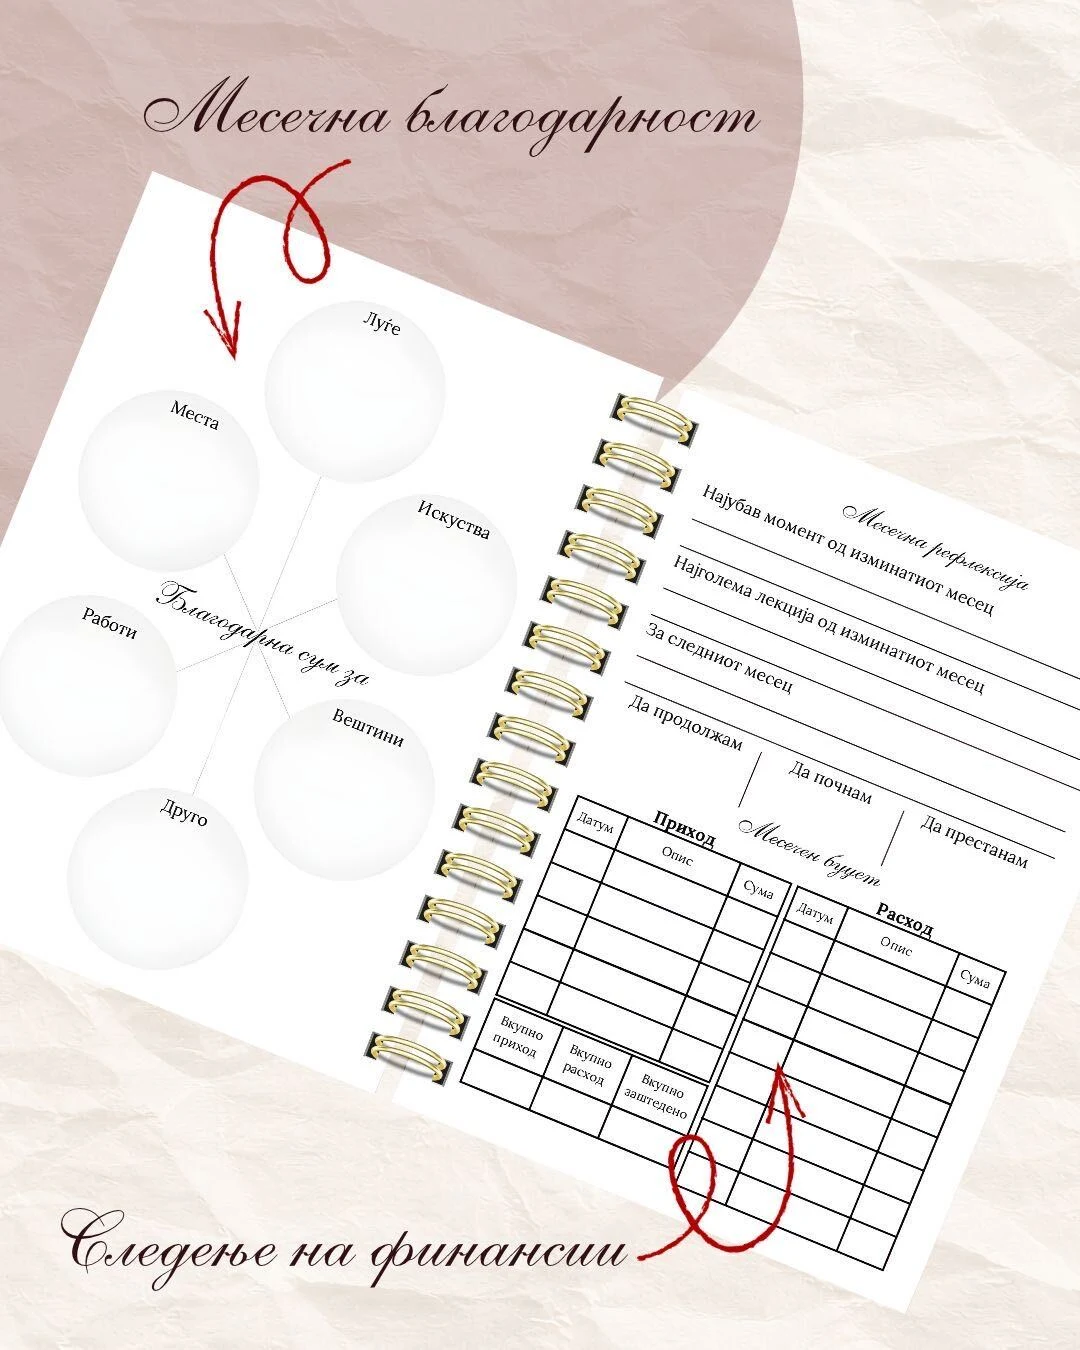 Месечна благодарност
Луѓе
Места
Искуства
Благодарна сум за
Работи
Вештини
Друго
Месечна рефлексија
Најубав момент од изминатиот месец
Најголема лекција од изминатиот месец
За следниот месец
Да продолжам
Да почнам
Да престанам
Месечен буџет
Приход
Датум
Опис
Сума
Расход
Датум
Опис
Сума
Вкупно
приход
Вкупно
расход
Вкупно
заштедено
Следење на финансии